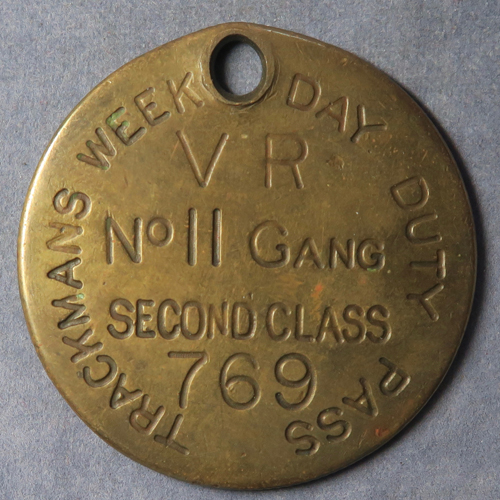 TRACKMANS WEEK DAY DUTY PASS
V R
No 11 GANG
SECOND CLASS
769